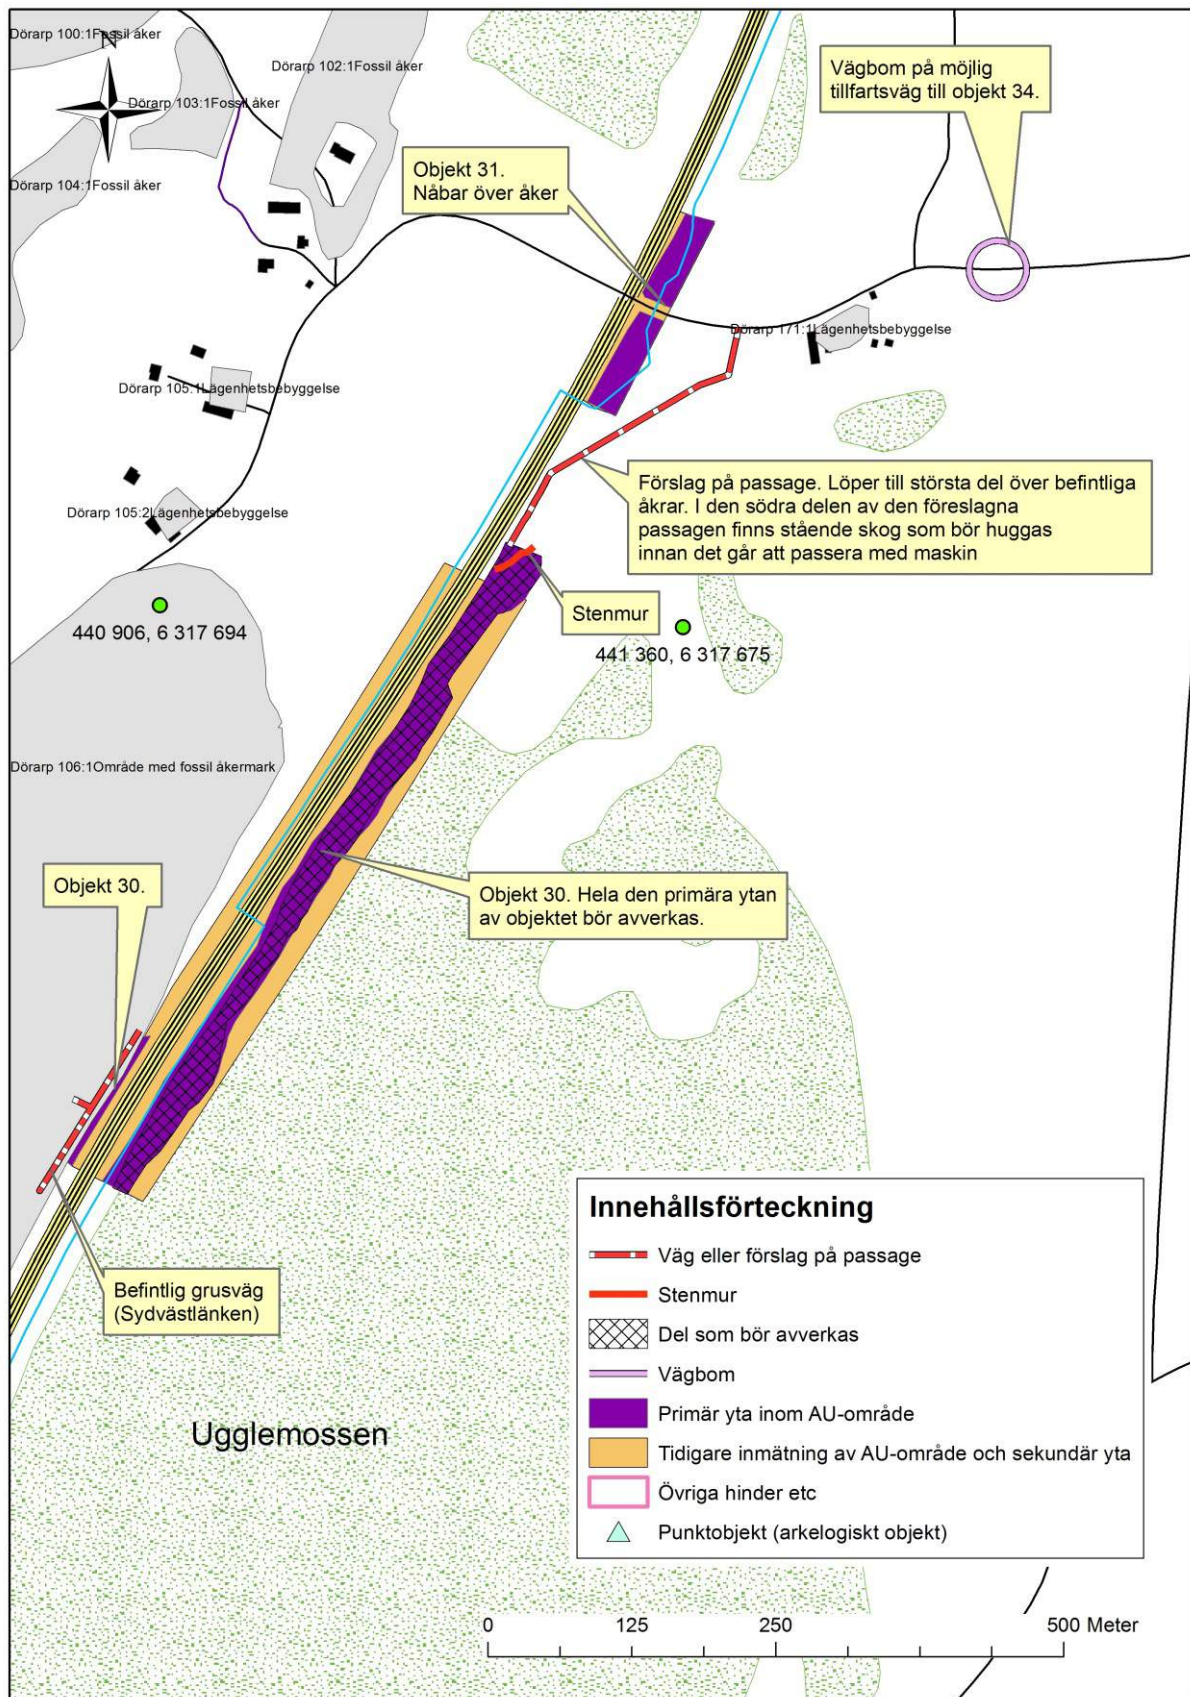 Dörarp 100:1Fossil åker
N
Dörarp 102:1Fossil åker
Dörarp 103:1Fossil åker
Dörarp 104:1Fossil åker
Vägbom på möjlig
tillfartsväg till objekt 34.
Objekt 31.
Nåbar över åker
Dörarp 171:1Lägenhetsbebyggelse
Dörarp 105:1Lägenhetsbebyggelse
Dörarp 105:2Lägenhetsbebyggelse
Förslag på passage. Löper till största del över befintliga
åkrar. I den södra delen av den föreslagna
passagen finns stående skog som bör huggas
innan det går att passera med maskin
Stenmur
440 906, 6 317 694
441 360, 6 317 675
Dörarp 106:1Område med fossil åkermark
Objekt 30.
Objekt 30. Hela den primära ytan
av objektet bör avverkas.
Befintlig grusväg
(Sydvästlänken)
Ugglemossen
Innehållsförteckning
Väg eller förslag på passage
Stenmur
Del som bör avverkas
Vägbom
Primär yta inom AU-område
Tidigare inmätning av AU-område och sekundär yta
Övriga hinder etc
Punktobjekt (arkelogiskt objekt)
0 125 250 500 Meter